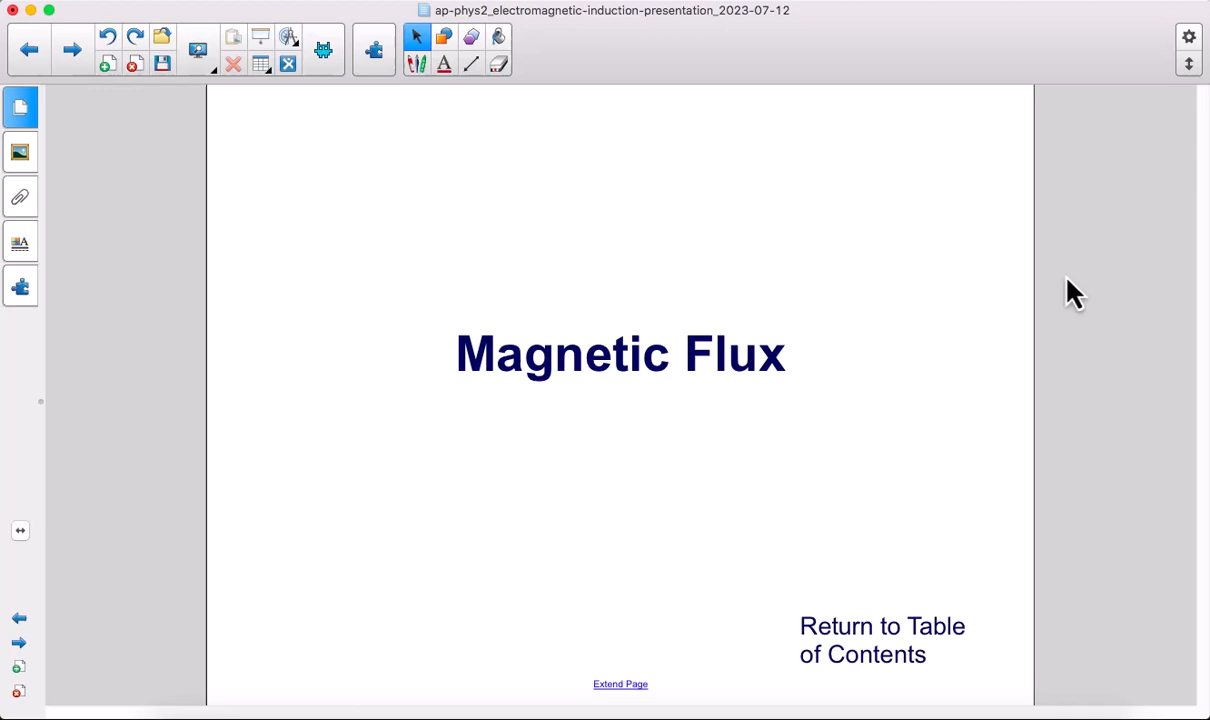 ap-phys2_electromagnetic-induction-presentation_2023-07-12
Magnetic Flux
Return to Table
of Contents
Extend Page